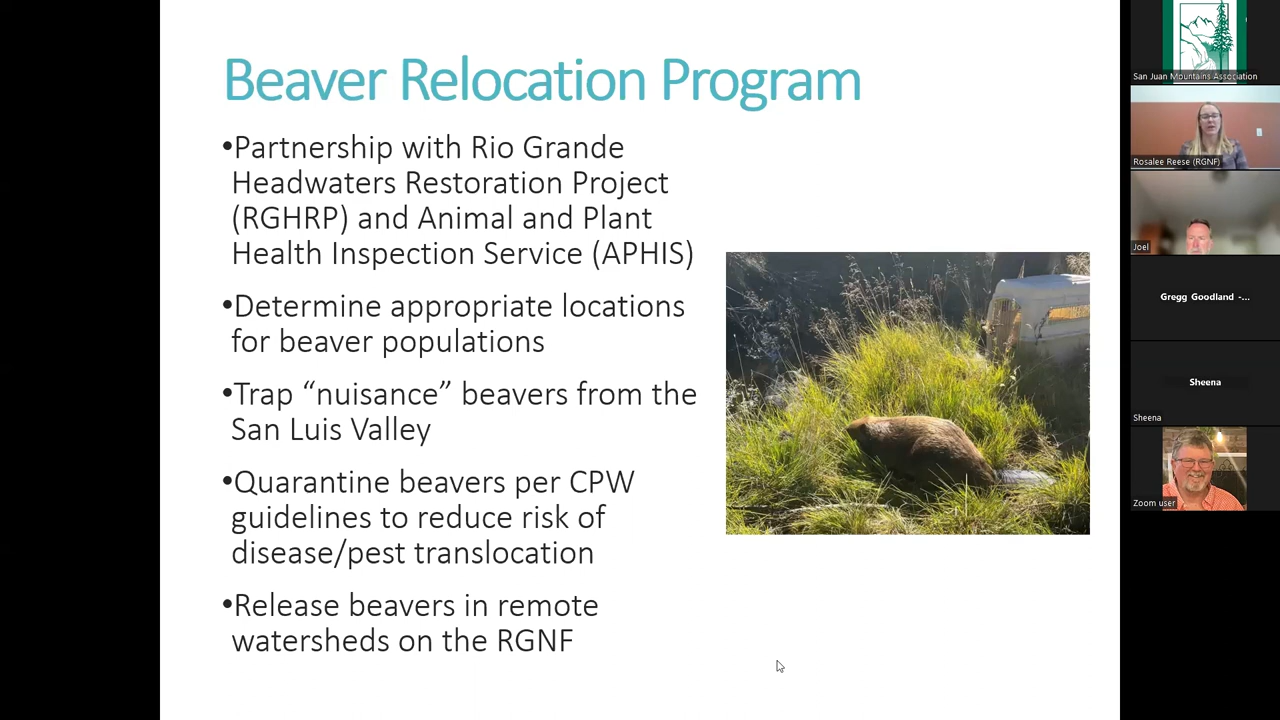 Beaver Relocation Program
•Partnership with Rio Grande
Headwaters Restoration Project
(RGHRP) and Animal and Plant
Health Inspection Service (APHIS)
•Determine appropriate locations
for beaver populations
•Trap “nuisance” beavers from the
San Luis Valley
•Quarantine beavers per CPW
guidelines to reduce risk of
disease/pest translocation
•Release beavers in remote
watersheds on the RGNF
San Juan Mountains Association
Rosalee Reese (RGNF)
Joel
Gregg Goodland -...
Sheena
Sheena
Zoom user